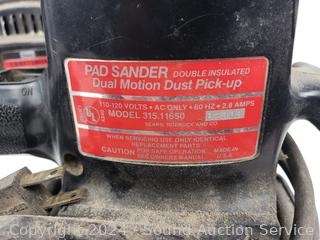 PAD SANDER DOUBLE INSULATED
Dual Motion Dust Pick-up
110-120 VOLTS • AC ONLY • 60 HZ • 2.8 AMPS
UL
MODEL 315.11650
SEARS, ROEBUCK AND CO.
WHEN SERVICING USE ONLY IDENTICAL
REPLACEMENT PARTS.
CAUTION FOR SAFE OPERATION MADE IN
SEE OWNERS MANUAL. U.S.A.
Copyright © 2024 - Sound Auction Service